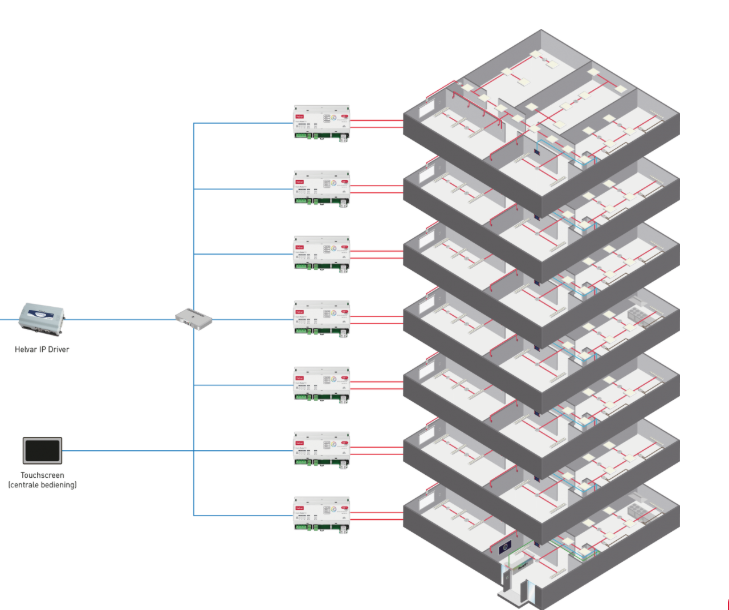 Helvar IP Driver
Touchscreen
(centrale bediening)